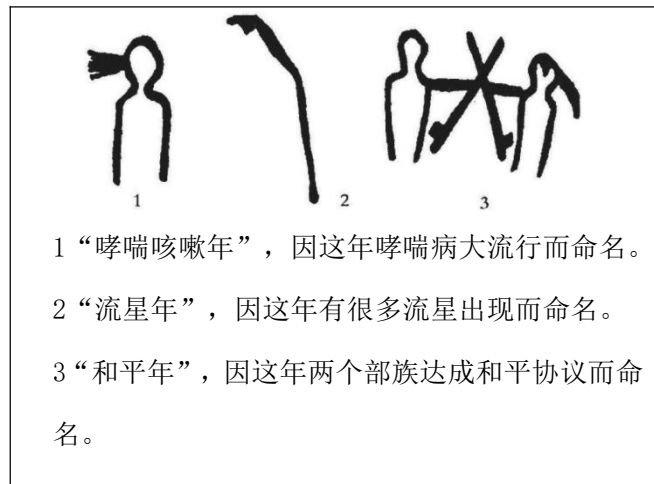 1 2 3
1“哮喘咳嗽年”，因这年哮喘病大流行而命名。
2“流星年”，因这年有很多流星出现而命名。
3“和平年”，因这年两个部族达成和平协议而命
名。